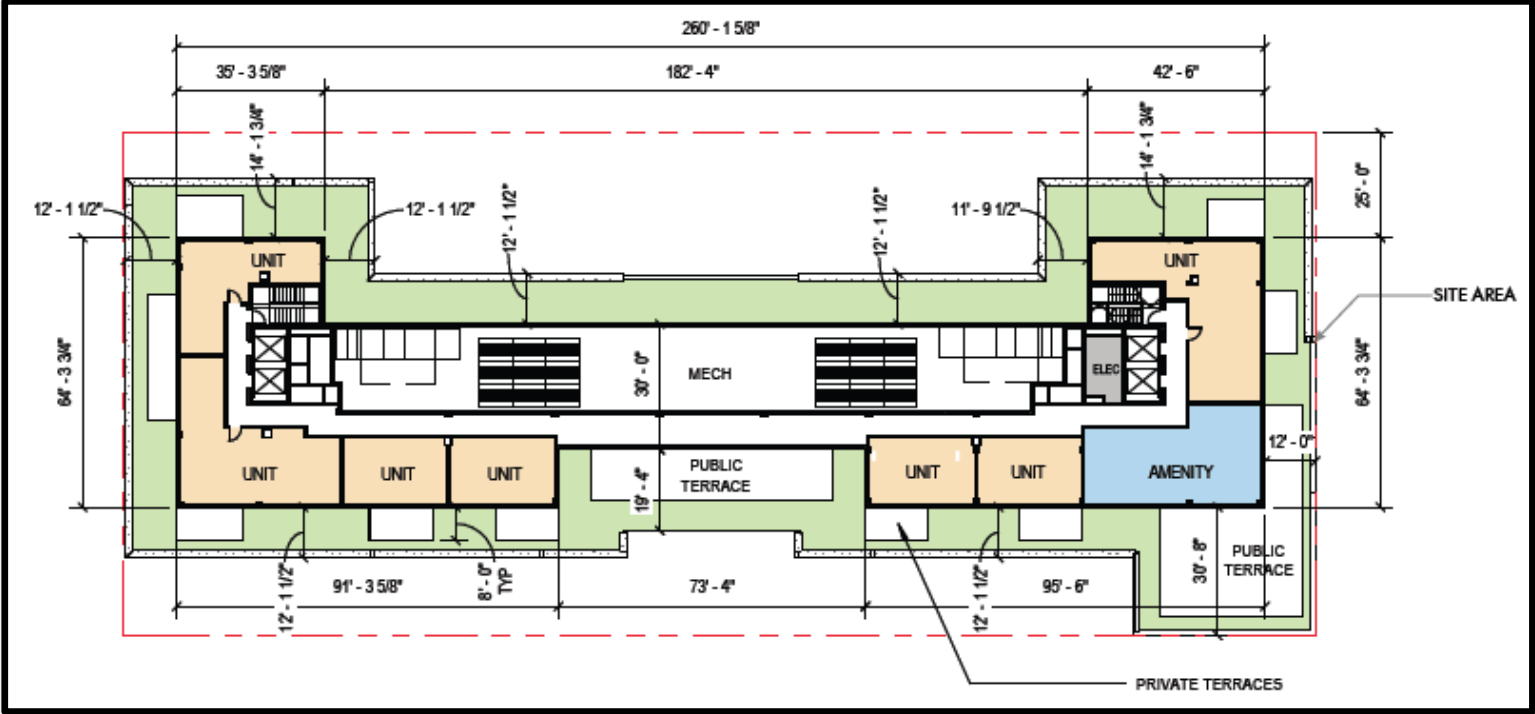 260' - 1 5/8"
35' - 3 5/8"
182' - 4"
42' - 6"
14' - 1 3/4"
14' - 1 3/4"
25' - 0"
12' - 1 1/2"
12' - 1 1/2"
12' - 1 1/2"
12' - 1 1/2"
11' - 9 1/2"
UNIT
UNIT
SITE AREA
64' - 3 3/4"
30' - 0"
MECH
ELEC
64' - 3 3/4"
12' - 0"
UNIT
UNIT
UNIT
19' - 4"
PUBLIC
TERRACE
UNIT
UNIT
AMENITY
PUBLIC
TERRACE
30' - 8"
12' - 1 1/2"
91' - 3 5/8"
8' - 0"
TYP
73' - 4"
12' - 1 1/2"
95' - 6"
PRIVATE TERRACES